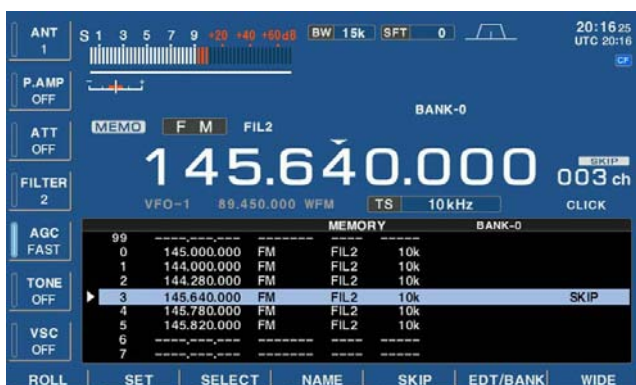 ANT
1
S 1 3 5 7 9 +20 +40 +60dB
BW 15k
SFT 0
20:16 25
UTC 20:16
CF
P.AMP
OFF
BANK-0
ATT
OFF
MEMO
F M
FIL2
145.640.000
SKIP
003 ch
FILTER
2
VFO-1 89.450.000 WFM
TS 10kHz
CLICK
AGC
FAST
MEMORY BANK-0
99 ----.---.--- ------- ---- -----
0 145.000.000 FM FIL2 10k
1 144.000.000 FM FIL2 10k
2 144.280.000 FM FIL2 10k
3 145.640.000 FM FIL2 10k SKIP
4 145.780.000 FM FIL2 10k
5 145.820.000 FM FIL2 10k
6 ----.---.--- ------- ---- -----
7 ----.---.--- ------- ---- -----
TONE
OFF
VSC
OFF
ROLL SET SELECT NAME SKIP EDT/BANK WIDE